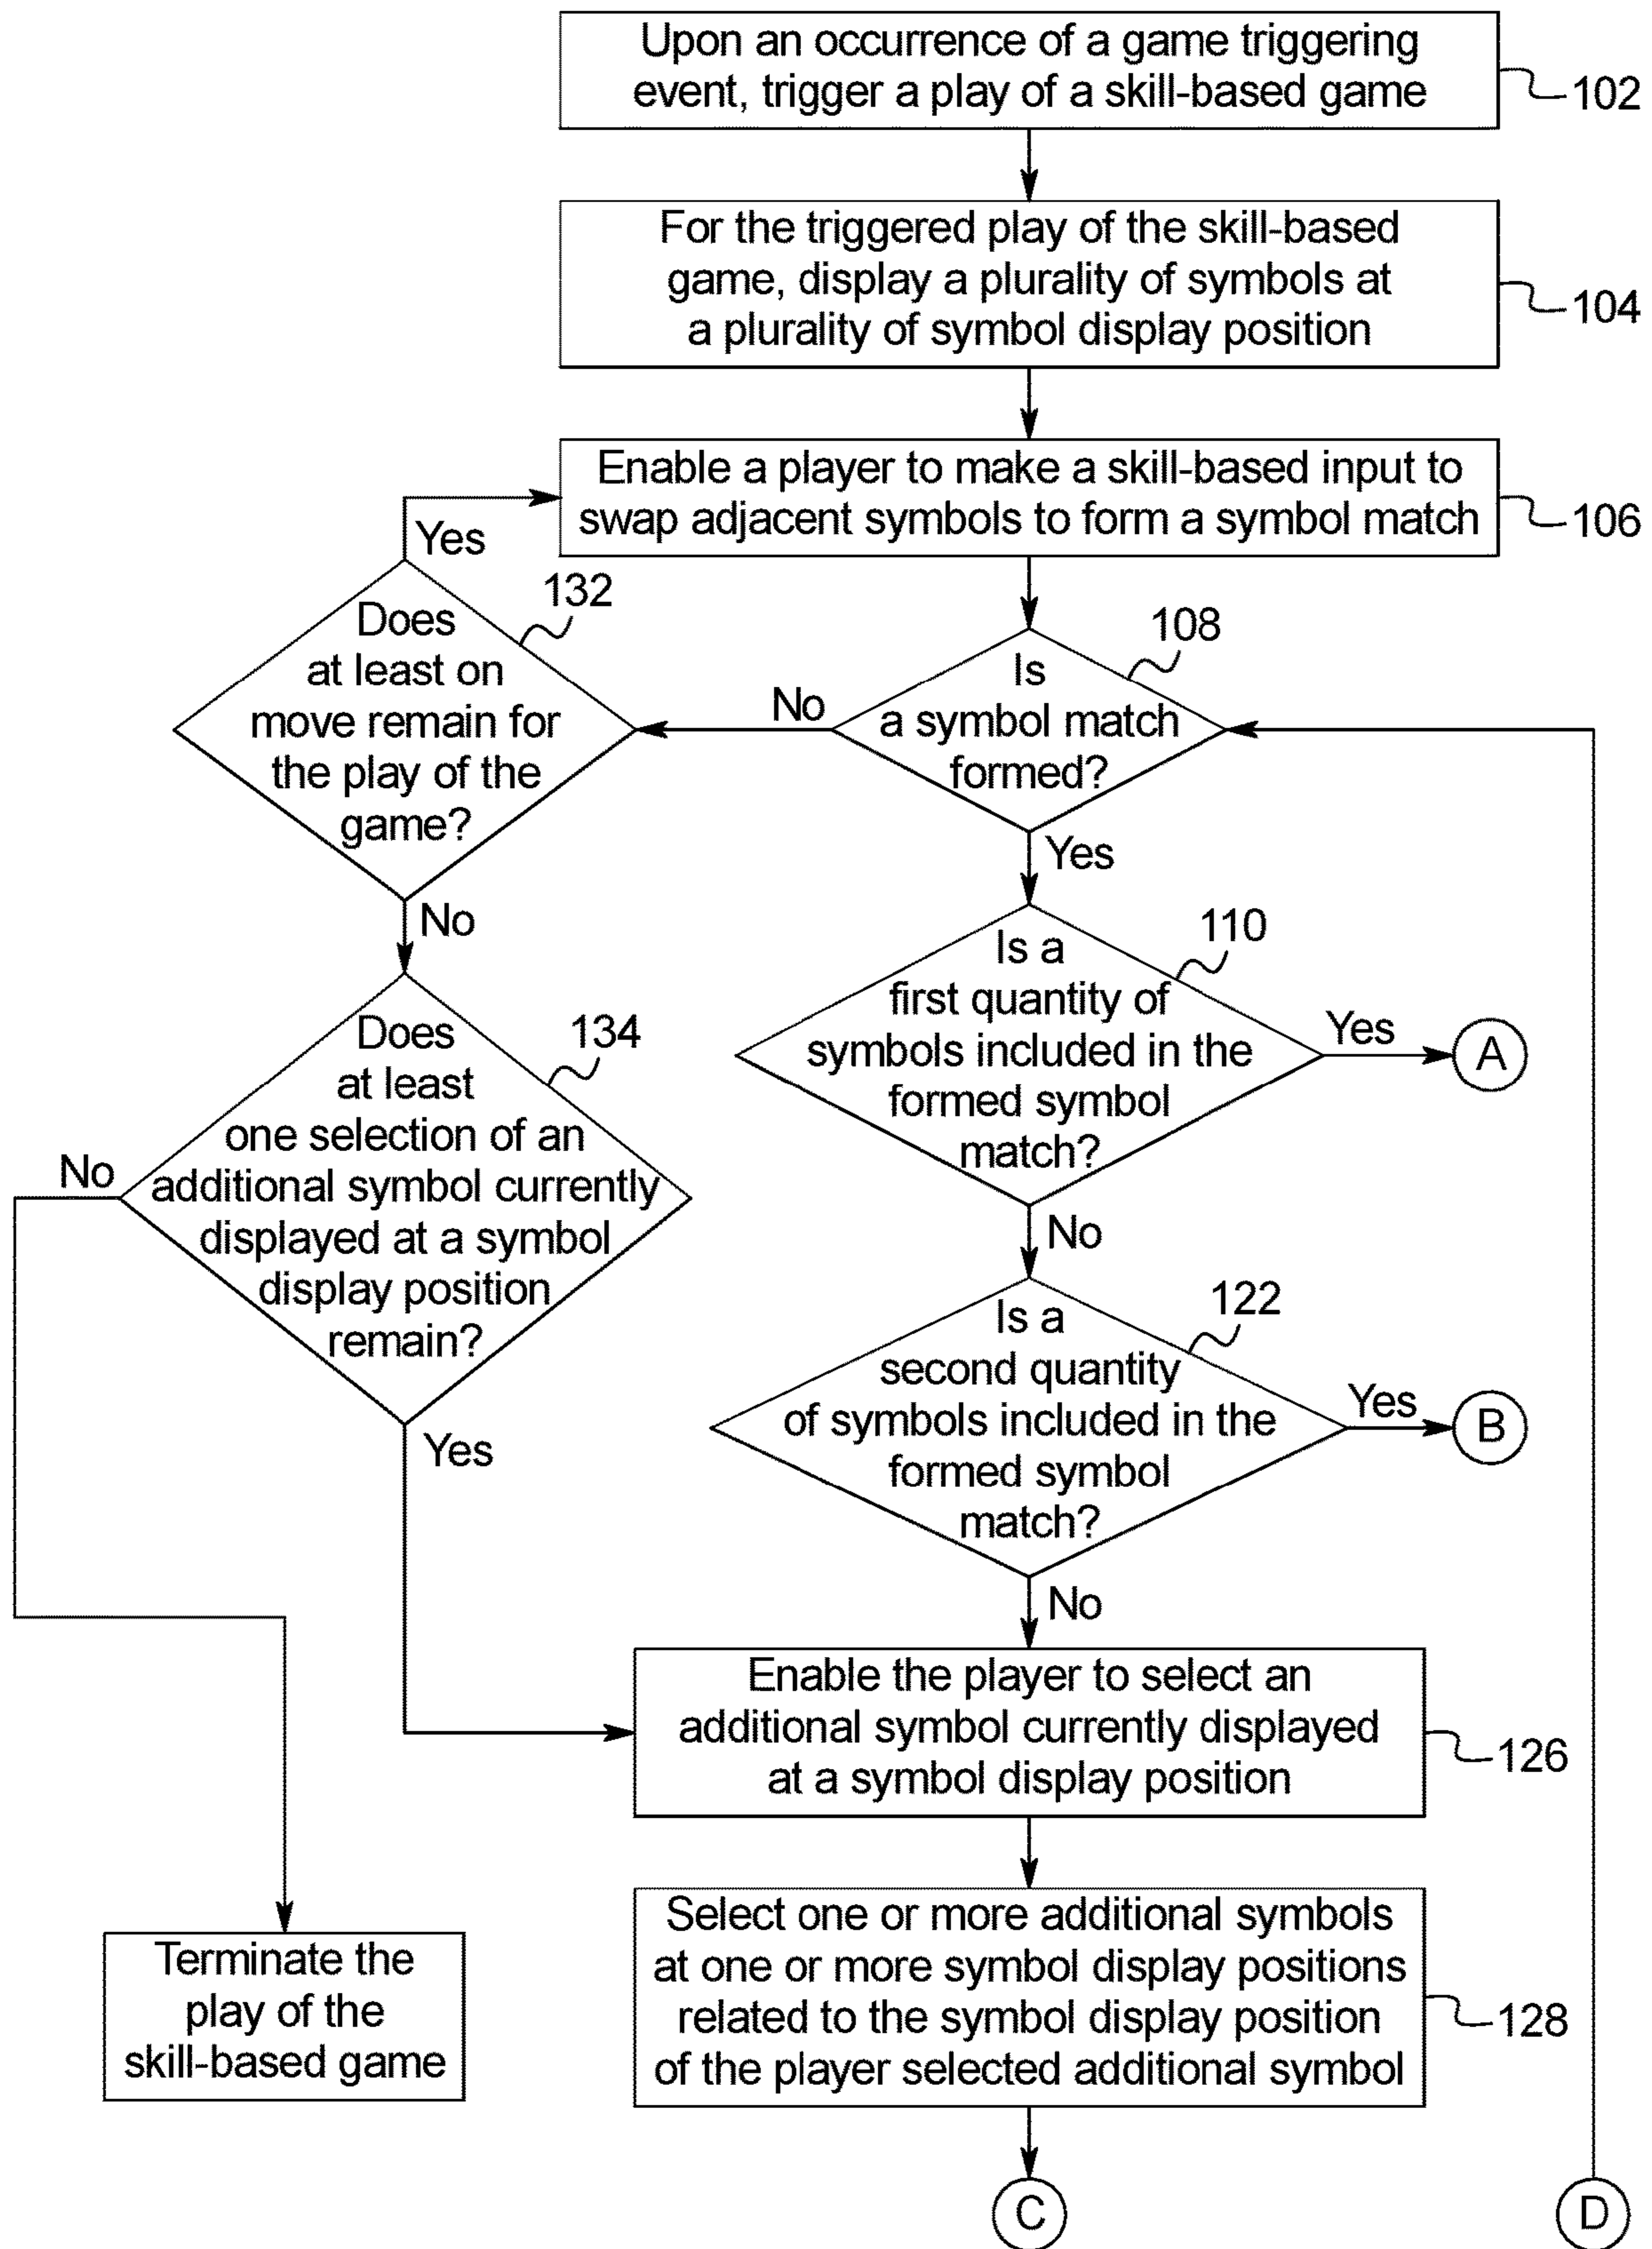 Upon an occurrence of a game triggering
event, trigger a play of a skill-based game
102
For the triggered play of the skill-based
game, display a plurality of symbols at
a plurality of symbol display position
104
Enable a player to make a skill-based input to
swap adjacent symbols to form a symbol match
106
Yes
132
Does
at least on
move remain for
the play of the
game?
No
108
Is
a symbol match
formed?
No
Yes
110
Is a
first quantity of
symbols included in the
formed symbol
match?
Yes
A
No
134
Does
at least
one selection of an
additional symbol currently
displayed at a symbol
display position
remain?
No
Yes
122
Is a
second quantity
of symbols included in the
formed symbol
match?
Yes
B
No
Enable the player to select an
additional symbol currently displayed
at a symbol display position
126
Select one or more additional symbols
at one or more symbol display positions
related to the symbol display position
of the player selected additional symbol
128
Terminate the
play of the
skill-based game
C
D